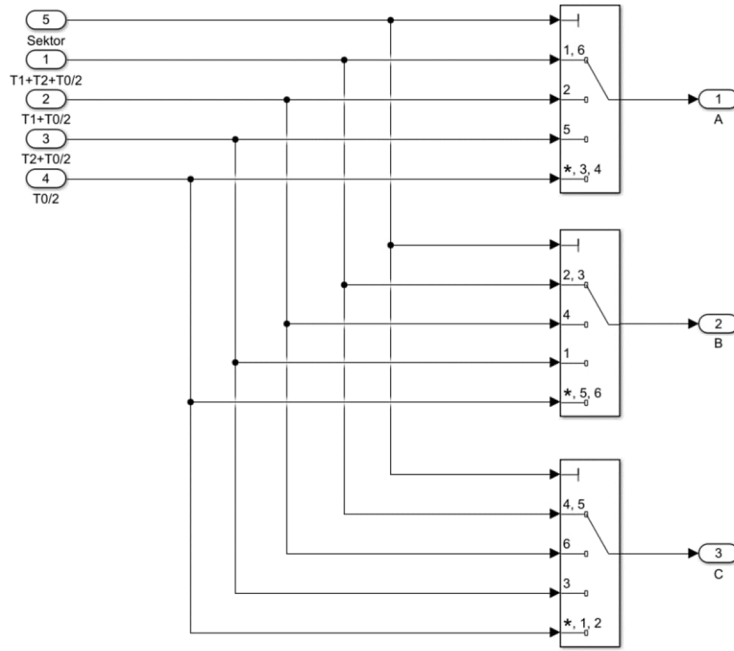 5
Sektor
1
T1+T2+T0/2
2
T1+T0/2
3
T2+T0/2
4
T0/2
1, 6
2
5
*, 3, 4
1
A
2, 3
4
1
*, 5, 6
2
B
4, 5
6
3
*, 1, 2
3
C